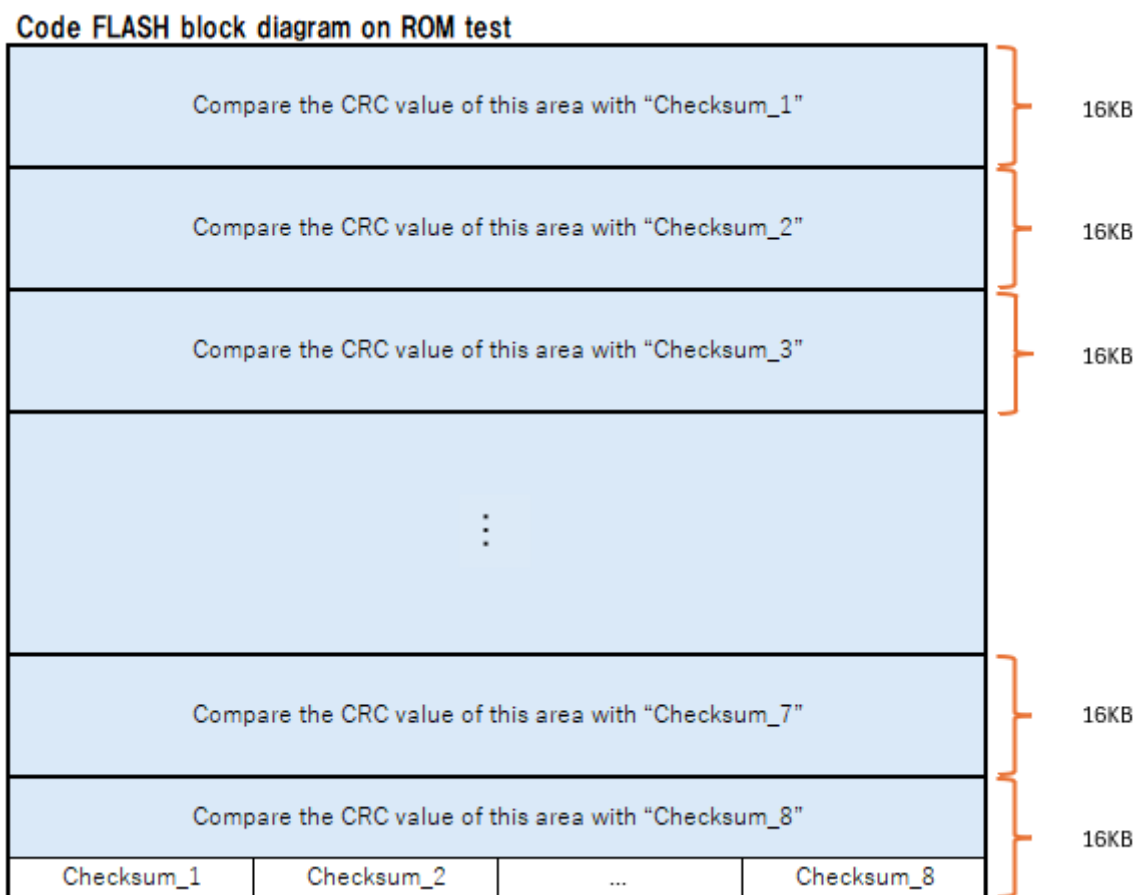 Code FLASH block diagram on ROM test
Compare the CRC value of this area with “Checksum_1”
16KB
Compare the CRC value of this area with “Checksum_2”
16KB
Compare the CRC value of this area with “Checksum_3”
16KB
⋮
Compare the CRC value of this area with “Checksum_7”
16KB
Compare the CRC value of this area with “Checksum_8”
16KB
Checksum_1 Checksum_2 ... Checksum_8